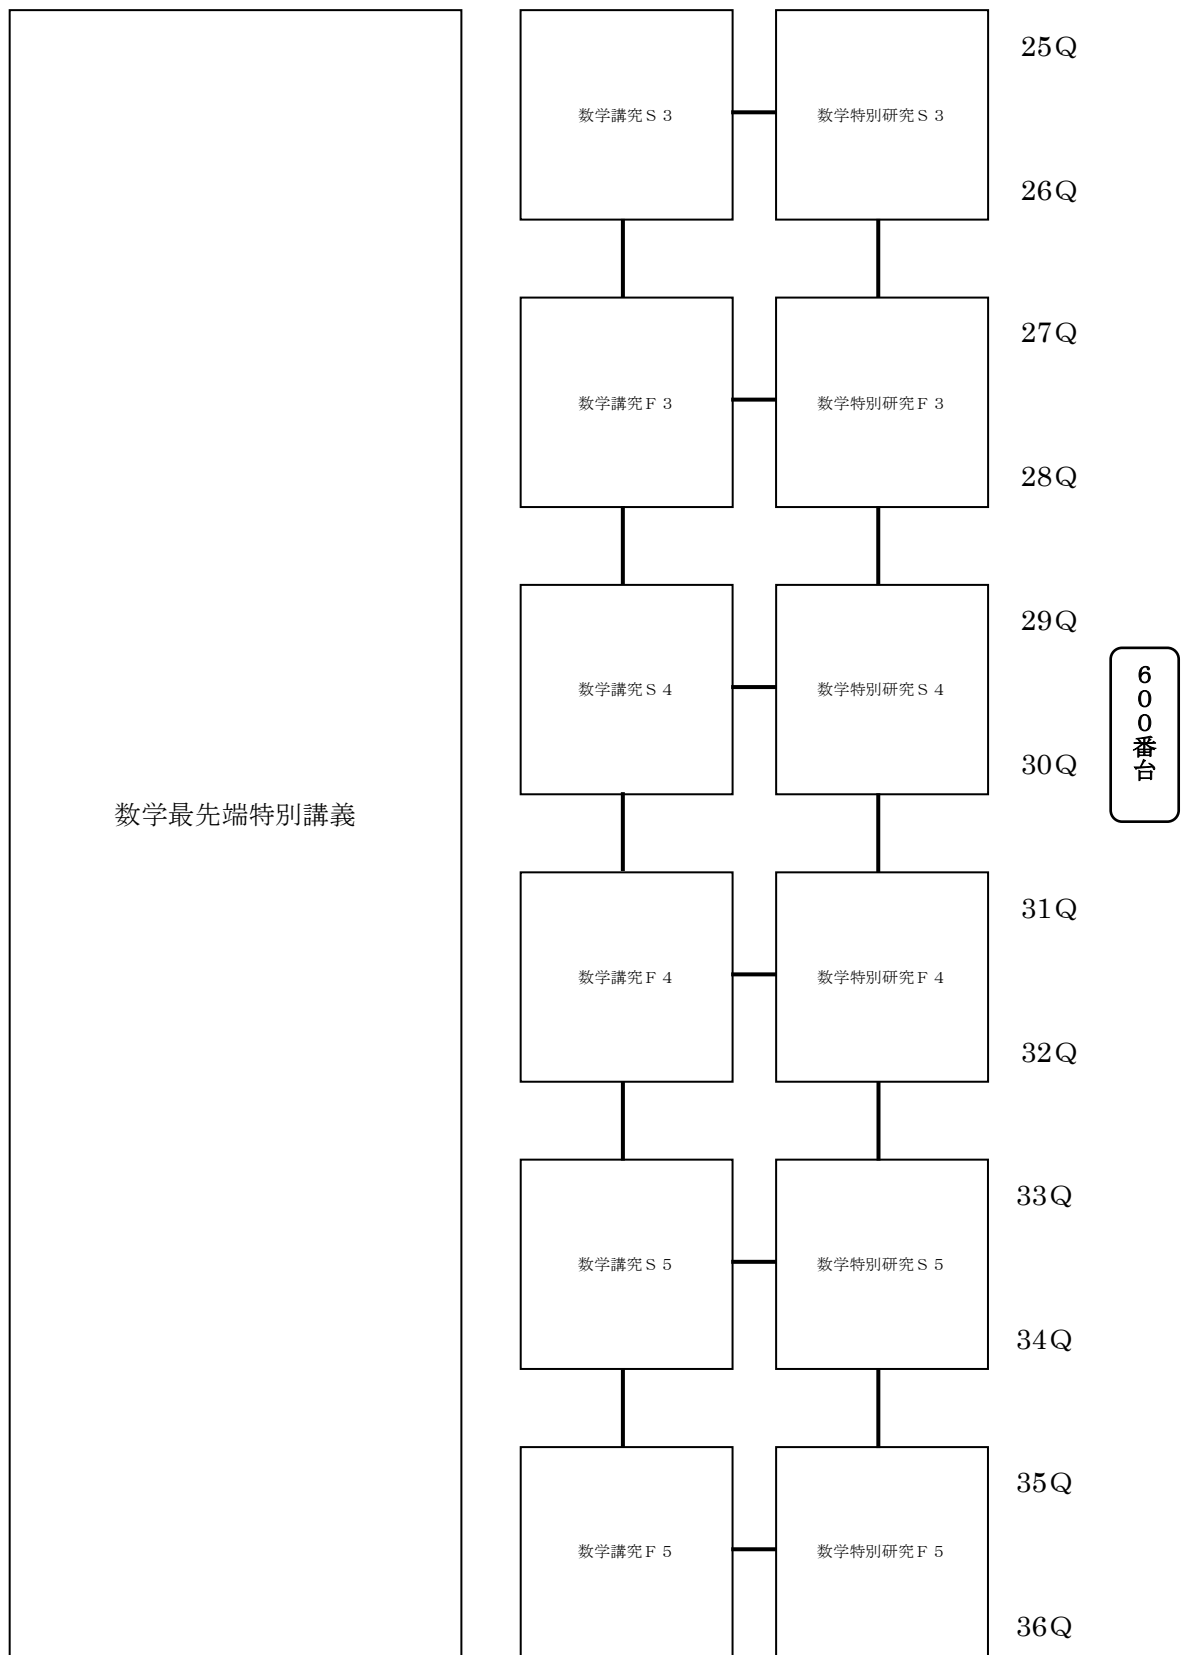 25Q
数学講究Ｓ３
数学特別研究Ｓ３
26Q
27Q
数学講究Ｆ３
数学特別研究Ｆ３
28Q
29Q
数学講究Ｓ４
数学特別研究Ｓ４
600番台
30Q
数学最先端特別講義
31Q
数学講究Ｆ４
数学特別研究Ｆ４
32Q
33Q
数学講究Ｓ５
数学特別研究Ｓ５
34Q
35Q
数学講究Ｆ５
数学特別研究Ｆ５
36Q